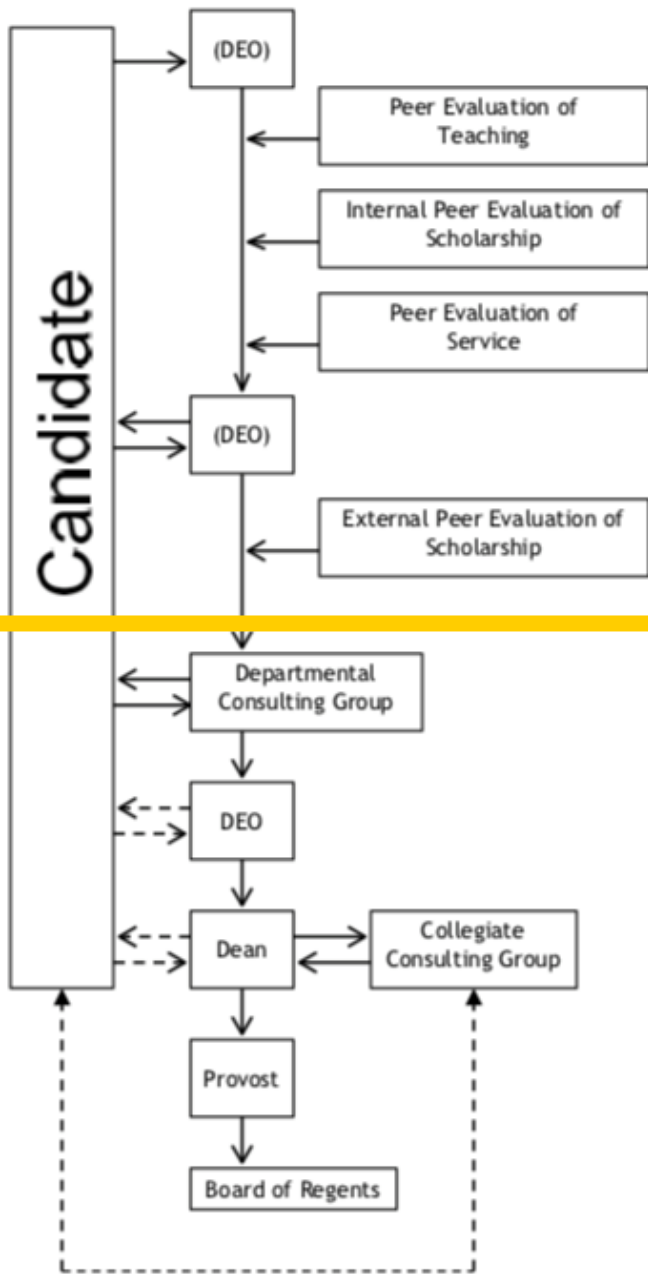 (DEO)
Peer Evaluation of
Teaching
Internal Peer Evaluation of
Scholarship
Peer Evaluation of
Service
Candidate
(DEO)
External Peer Evaluation of
Scholarship
Departmental
Consulting Group
DEO
Dean
Collegiate
Consulting Group
Provost
Board of Regents